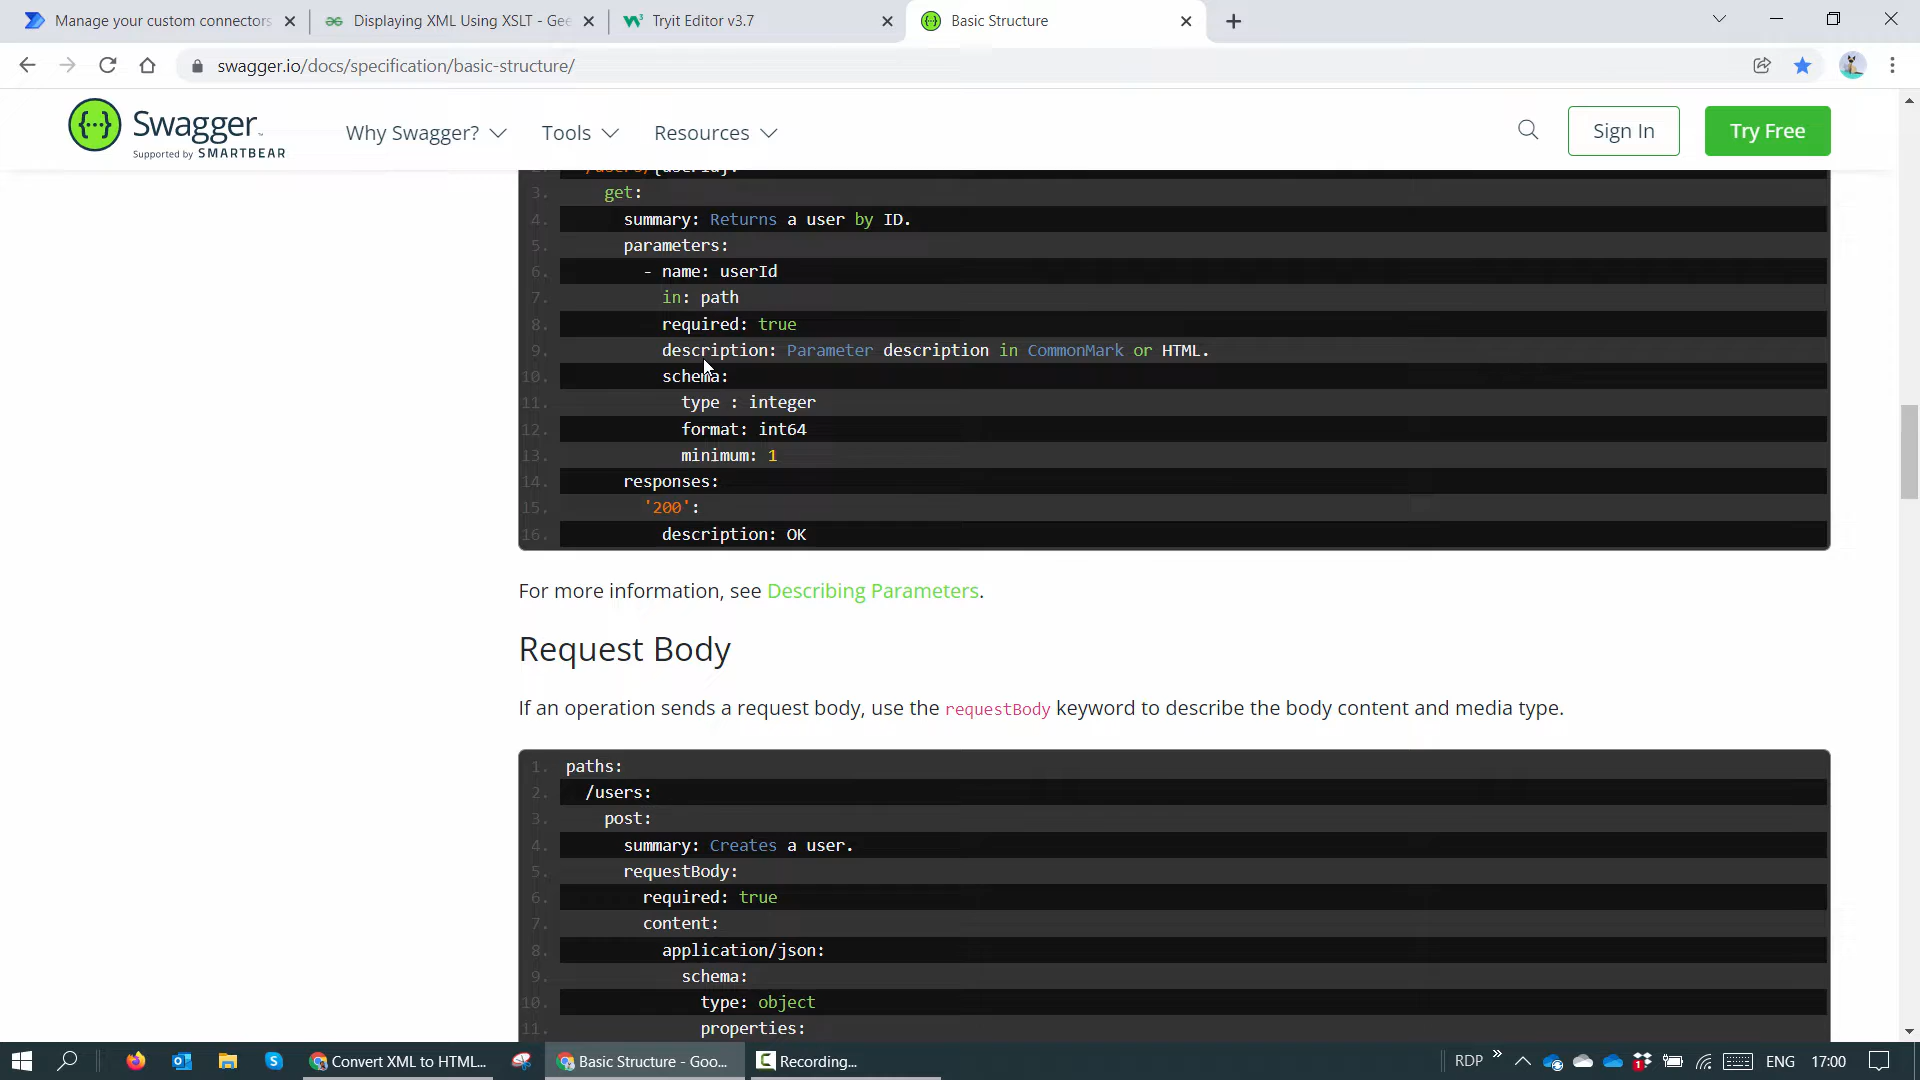 Manage your custom connectors
Displaying XML Using XSLT - Gee
Tryit Editor v3.7
Basic Structure
swagger.io/docs/specification/basic-structure/
Swagger
Supported by SMARTBEAR
Why Swagger?
Tools
Resources
Sign In
Try Free
2. /users/{userId}:
3. get:
4. summary: Returns a user by ID.
5. parameters:
6. - name: userId
7. in: path
8. required: true
9. description: Parameter description in CommonMark or HTML.
10. schema:
11. type : integer
12. format: int64
13. minimum: 1
14. responses:
15. '200':
16. description: OK
For more information, see Describing Parameters.
Request Body
If an operation sends a request body, use the requestBody keyword to describe the body content and media type.
1. paths:
2. /users:
3. post:
4. summary: Creates a user.
5. requestBody:
6. required: true
7. content:
8. application/json:
9. schema:
10. type: object
11. properties:
Convert XML to HTML...
Basic Structure - Goo...
Recording...
RDP
1
ENG
17:00